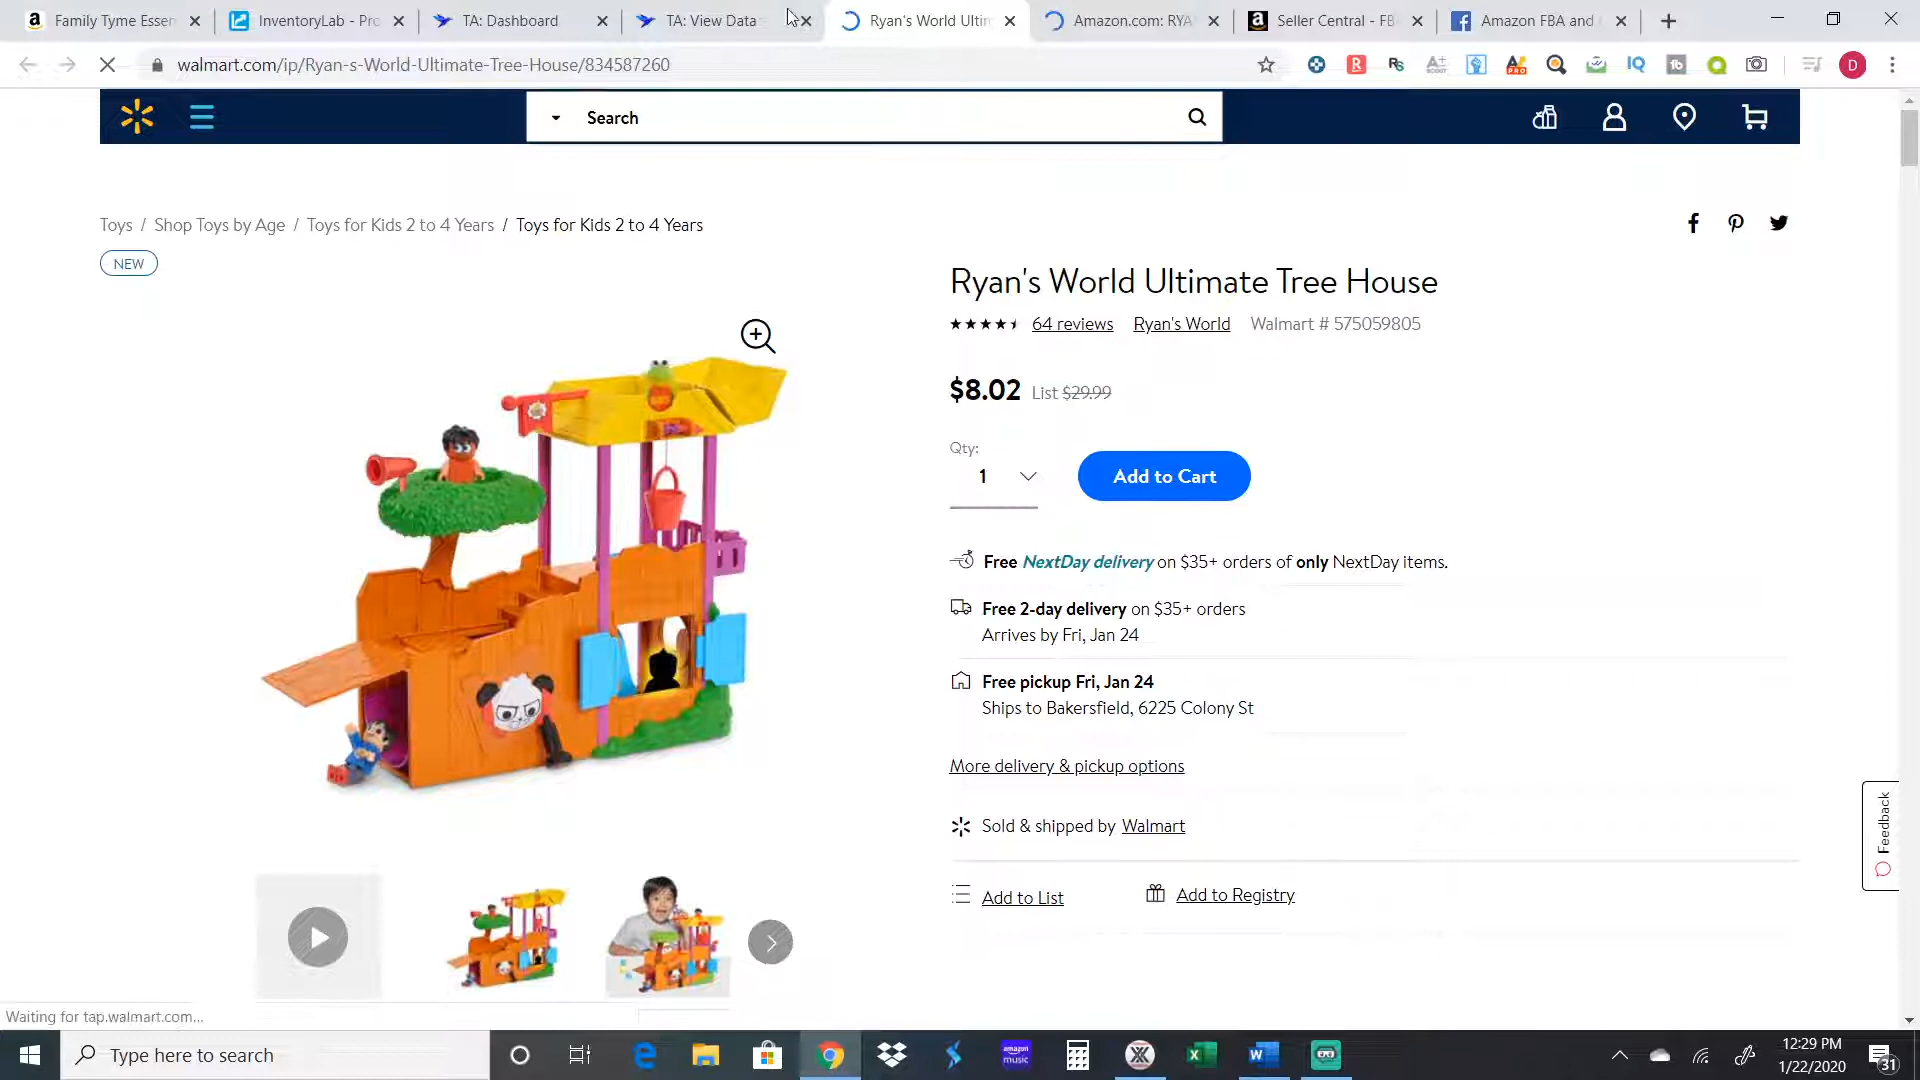 Family Tyme Essen
InventoryLab - Pro
TA: Dashboard
TA: View Data
Ryan's World Ultim
Amazon.com: RYA
Seller Central - FB
Amazon FBA and
walmart.com/ip/Ryan-s-World-Ultimate-Tree-House/834587260
D
Search
Toys / Shop Toys by Age / Toys for Kids 2 to 4 Years / Toys for Kids 2 to 4 Years
NEW
Ryan's World Ultimate Tree House
64 reviews Ryan's World Walmart # 575059805
$8.02 List $29.99
Qty:
1
Add to Cart
Free NextDay delivery on $35+ orders of only NextDay items.
Free 2-day delivery on $35+ orders
Arrives by Fri, Jan 24
Free pickup Fri, Jan 24
Ships to Bakersfield, 6225 Colony St
More delivery & pickup options
Sold & shipped by Walmart
Add to List
Add to Registry
Feedback
Waiting for tap.walmart.com...
Type here to search
amazon music
12:29 PM
1/22/2020
31